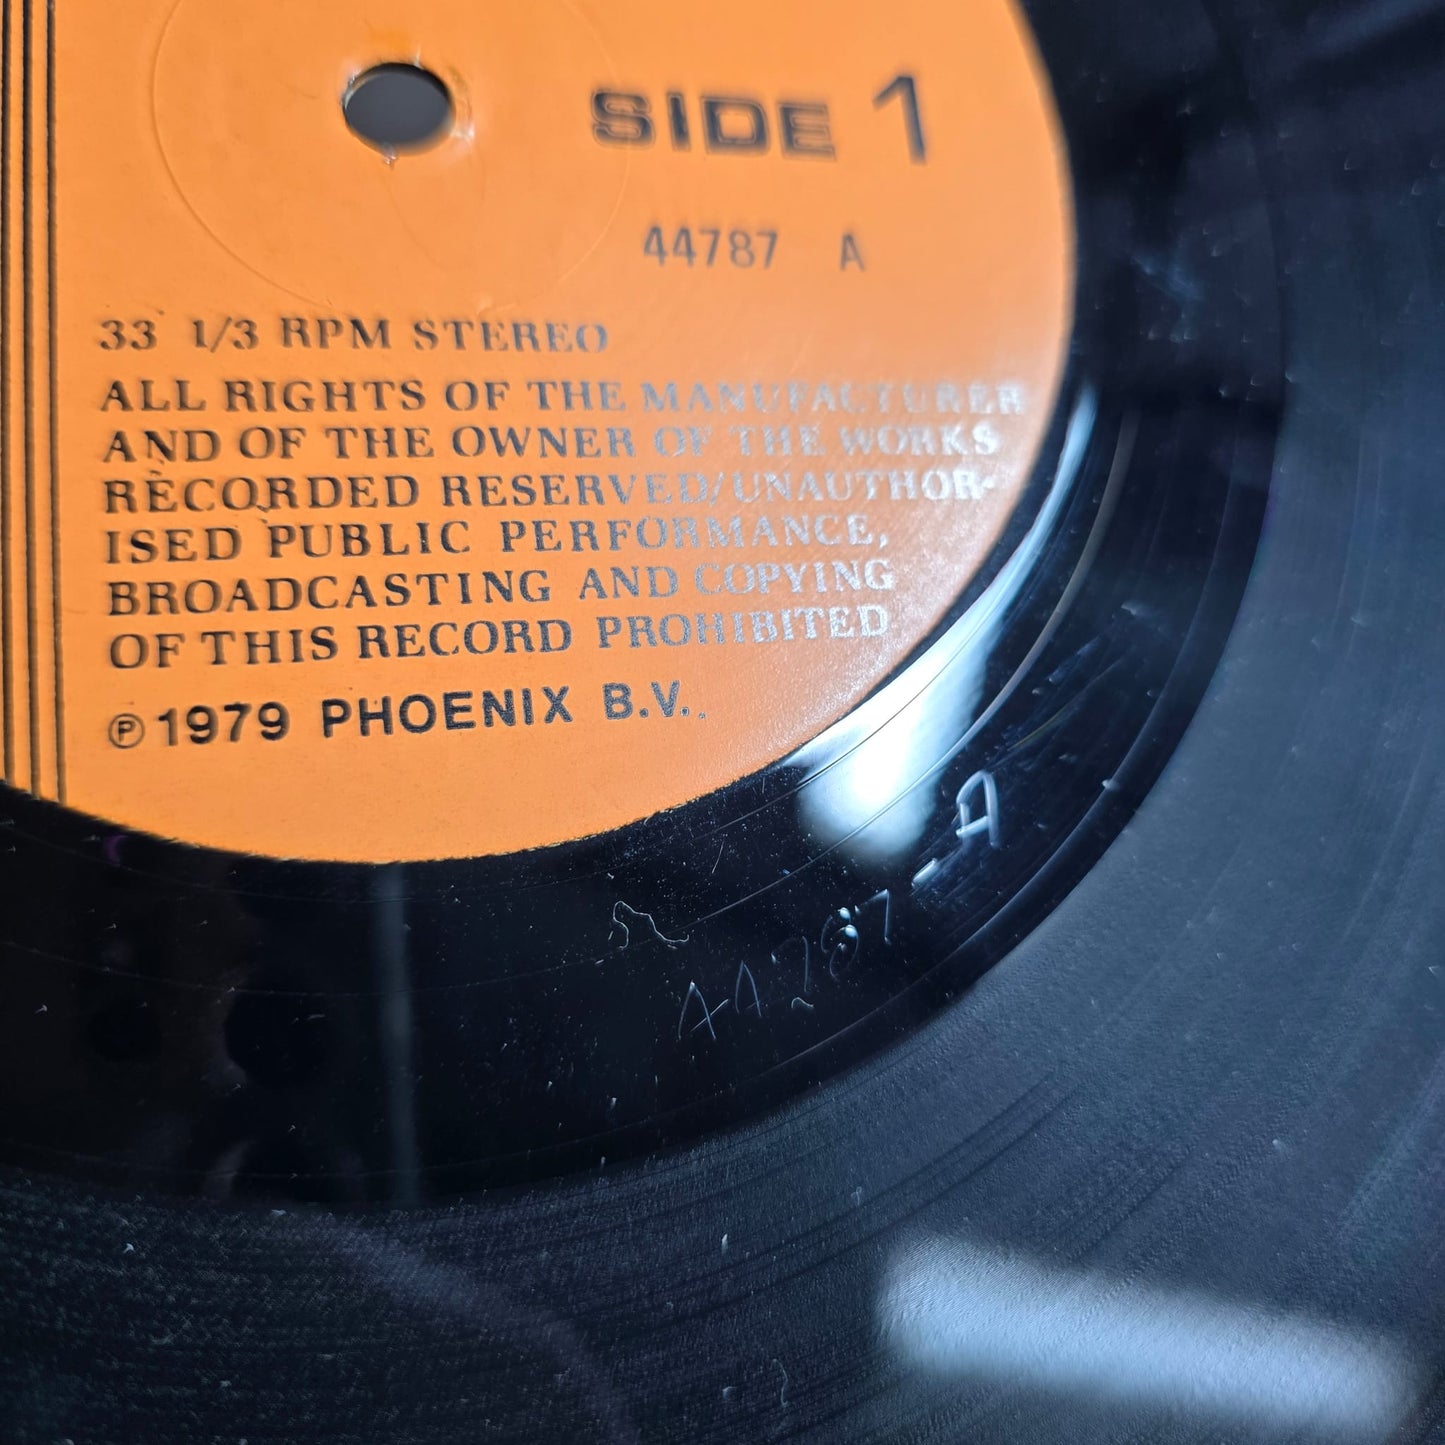 SIDE 1
44787 A
33 1/3 RPM STEREO
ALL RIGHTS OF THE MANUFACTURER
AND OF THE OWNER OF THE WORKS
RECORDED RESERVED/UNAUTHOR-
ISED PUBLIC PERFORMANCE,
BROADCASTING AND COPYING
OF THIS RECORD PROHIBITED
℗ 1979 PHOENIX B.V.
44787-A